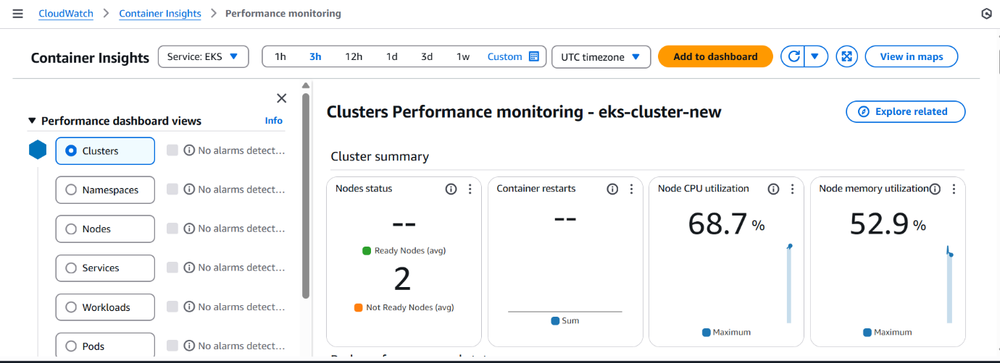 CloudWatch > Container Insights > Performance monitoring
Container Insights Service: EKS 1h 3h 12h 1d 3d 1w Custom UTC timezone Add to dashboard View in maps
Performance dashboard views Info
Clusters No alarms detect...
Namespaces No alarms detect...
Nodes No alarms detect...
Services No alarms detect...
Workloads No alarms detect...
Pods No alarms detect...
Clusters Performance monitoring - eks-cluster-new
Explore related
Cluster summary
Nodes status
--
Ready Nodes (avg)
2
Not Ready Nodes (avg)
Container restarts
--
Sum
Node CPU utilization
68.7 %
Maximum
Node memory utilization
52.9 %
Maximum